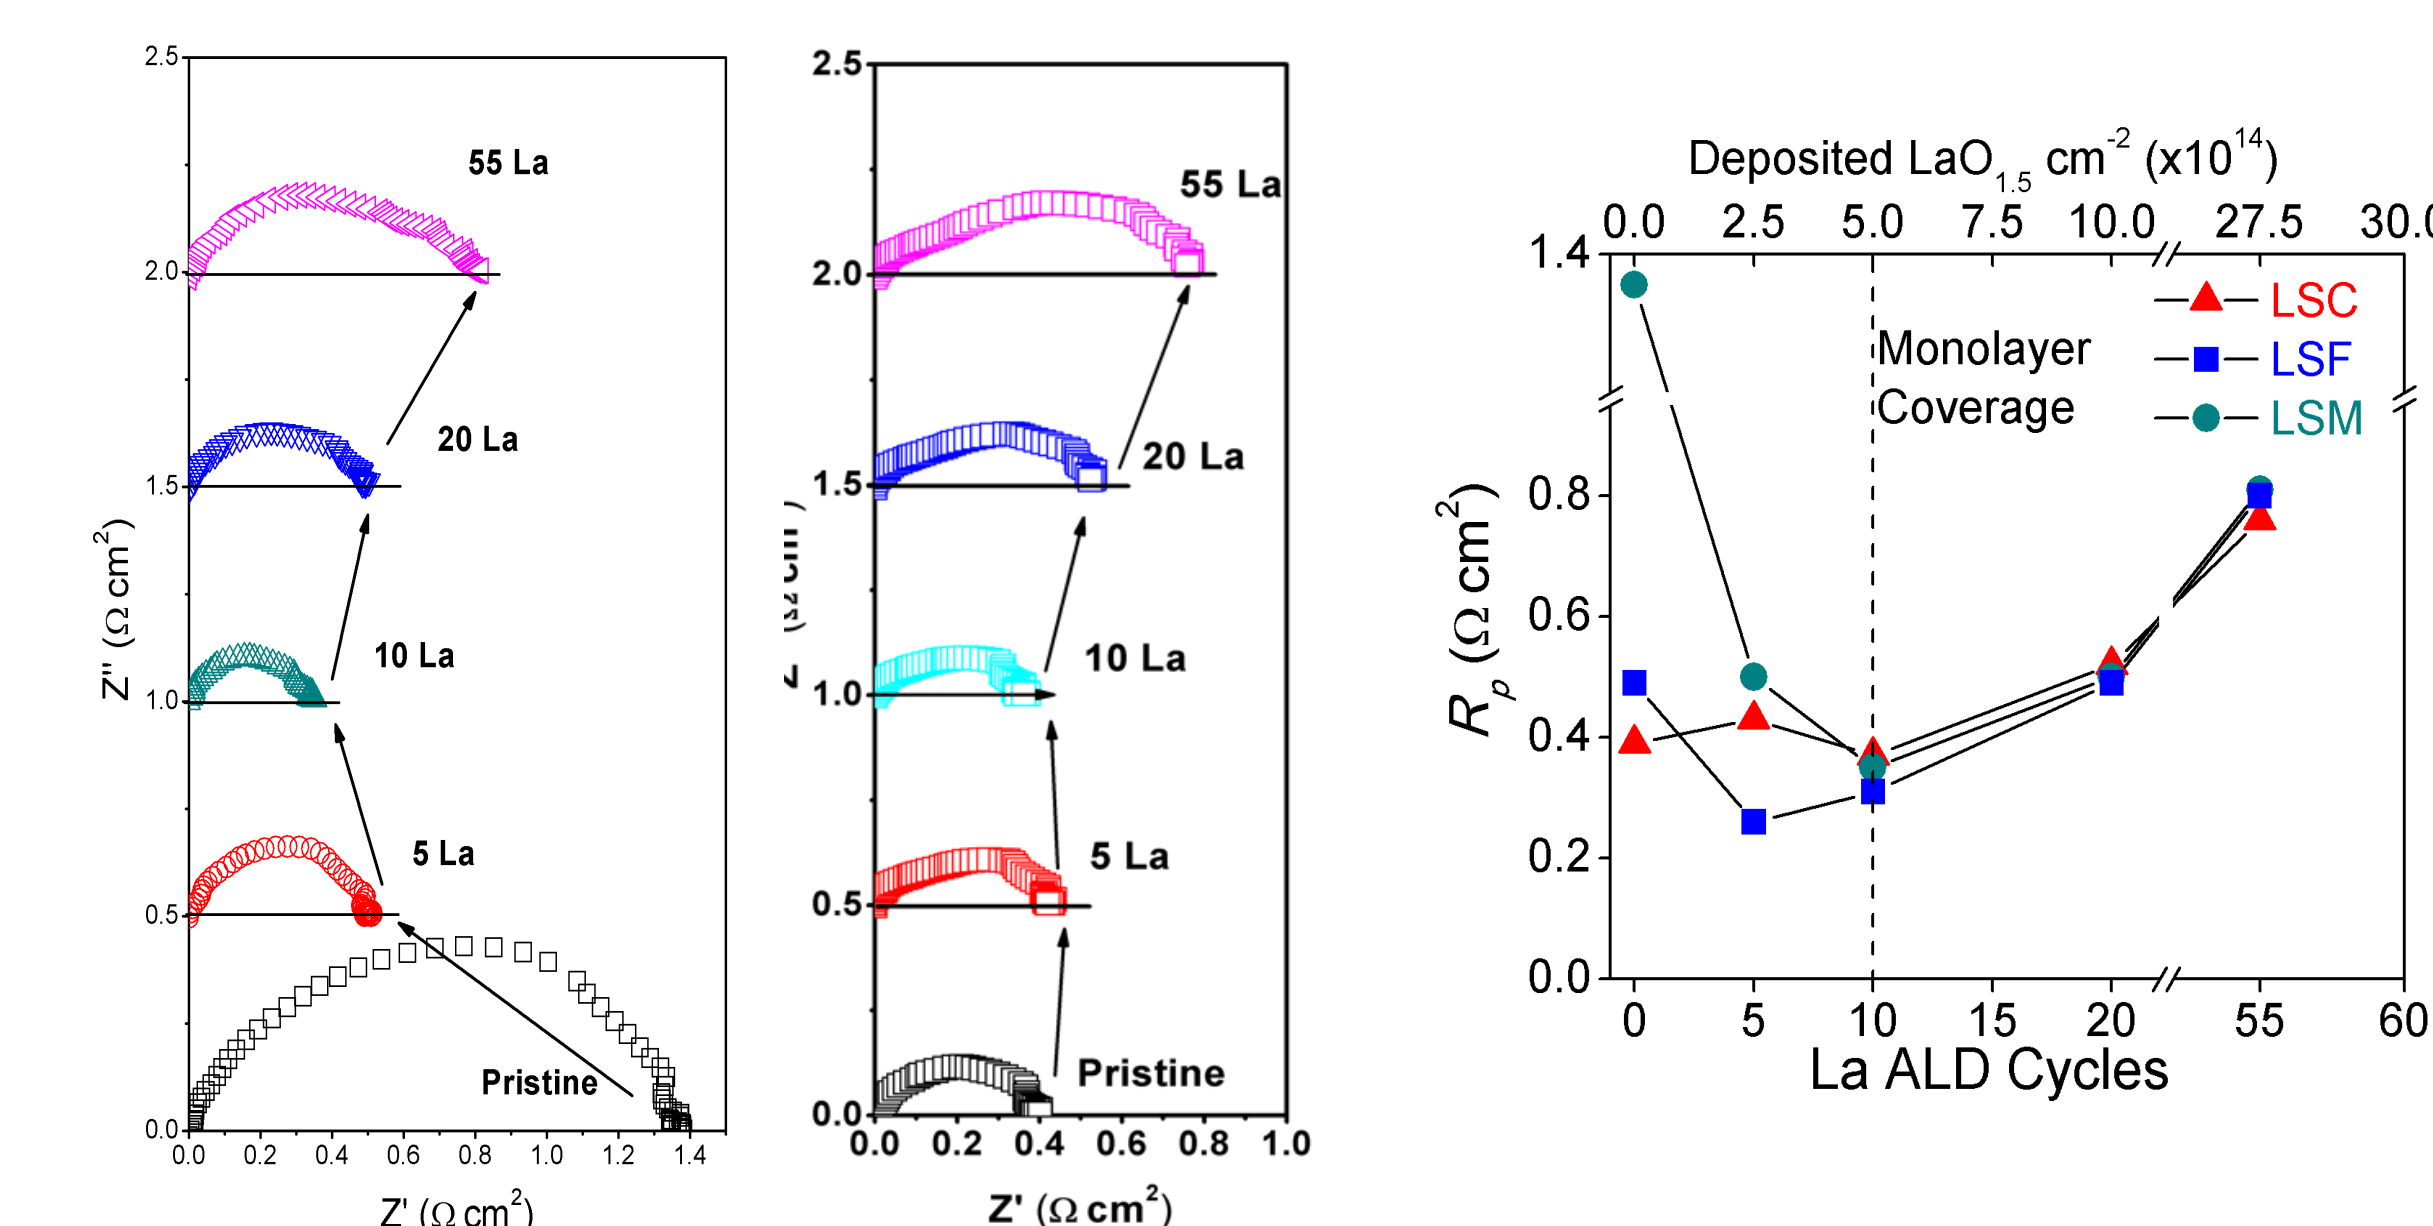 2.5
2.0
1.5
1.0
0.5
0.0
Z'' (Ω cm²)
55 La
20 La
10 La
5 La
Pristine
0.0 0.2 0.4 0.6 0.8 1.0 1.2 1.4
Z' (Ω cm²)
2.5
2.0
1.5
1.0
0.5
0.0
55 La
20 La
10 La
5 La
Pristine
0.0 0.2 0.4 0.6 0.8 1.0
Z' (Ω cm²)
Deposited LaO1.5 cm⁻² (x10¹⁴)
0.0 2.5 5.0 7.5 10.0 27.5 30.0
1.4
0.8
0.6
0.4
0.2
0.0
Rp (Ω cm²)
Monolayer
Coverage
LSC
LSF
LSM
0 5 10 15 20 55 60
La ALD Cycles